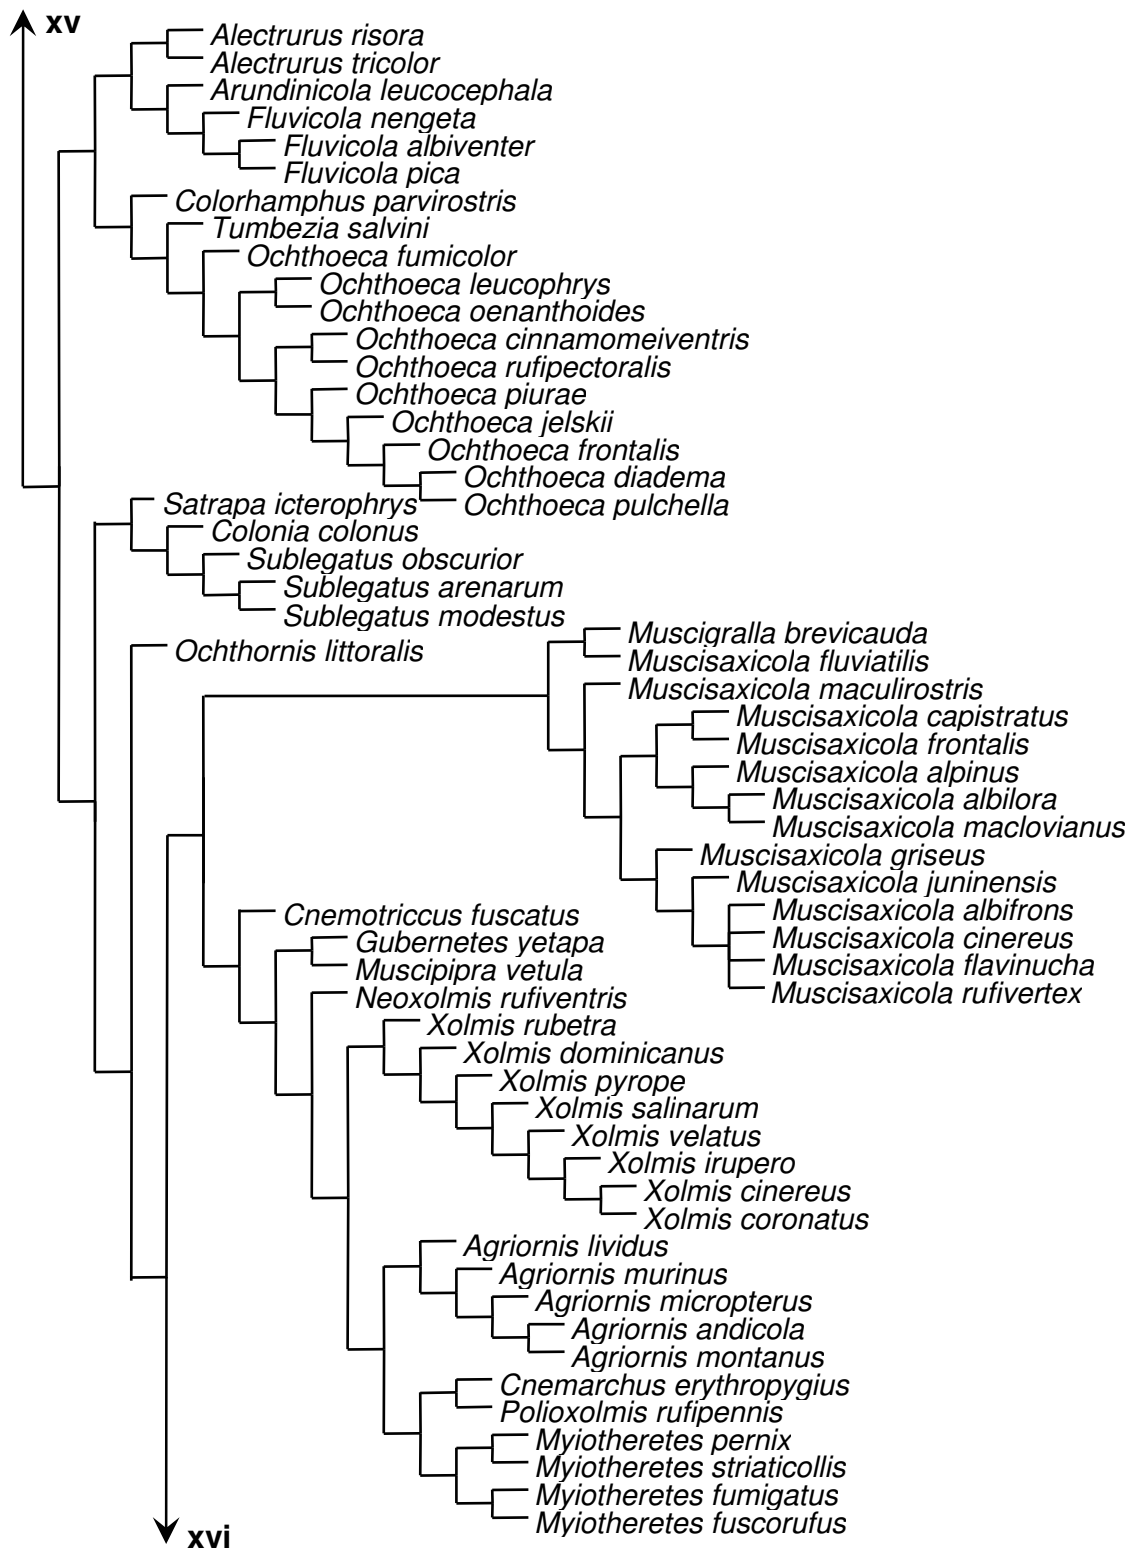 xv
Alectrurus risora
Alectrurus tricolor
Arundinicola leucocephala
Fluvicola nengeta
Fluvicola albiventer
Fluvicola pica
Colorhamphus parvirostris
Tumbezia salvini
Ochthoeca fumicolor
Ochthoeca leucophrys
Ochthoeca oenanthoides
Ochthoeca cinnamomeiventris
Ochthoeca rufipectoralis
Ochthoeca piurae
Ochthoeca jelskii
Ochthoeca frontalis
Ochthoeca diadema
Ochthoeca pulchella
Satrapa icterophrys
Colonia colonus
Sublegatus obscurior
Sublegatus arenarum
Sublegatus modestus
Ochthornis littoralis
Muscigralla brevicauda
Muscisaxicola fluviatilis
Muscisaxicola maculirostris
Muscisaxicola capistratus
Muscisaxicola frontalis
Muscisaxicola alpinus
Muscisaxicola albilora
Muscisaxicola maclovianus
Muscisaxicola griseus
Muscisaxicola juninensis
Muscisaxicola albifrons
Muscisaxicola cinereus
Muscisaxicola flavinucha
Muscisaxicola rufivertex
Cnemotriccus fuscatus
Gubernetes yetapa
Muscipipra vetula
Neoxolmis rufiventris
Xolmis rubetra
Xolmis dominicanus
Xolmis pyrope
Xolmis salinarum
Xolmis velatus
Xolmis irupero
Xolmis cinereus
Xolmis coronatus
Agriornis lividus
Agriornis murinus
Agriornis micropterus
Agriornis andicola
Agriornis montanus
Cnemarchus erythropygius
Polioxolmis rufipennis
Myiotheretes pernix
Myiotheretes striaticollis
Myiotheretes fumigatus
Myiotheretes fuscorufus
xvi